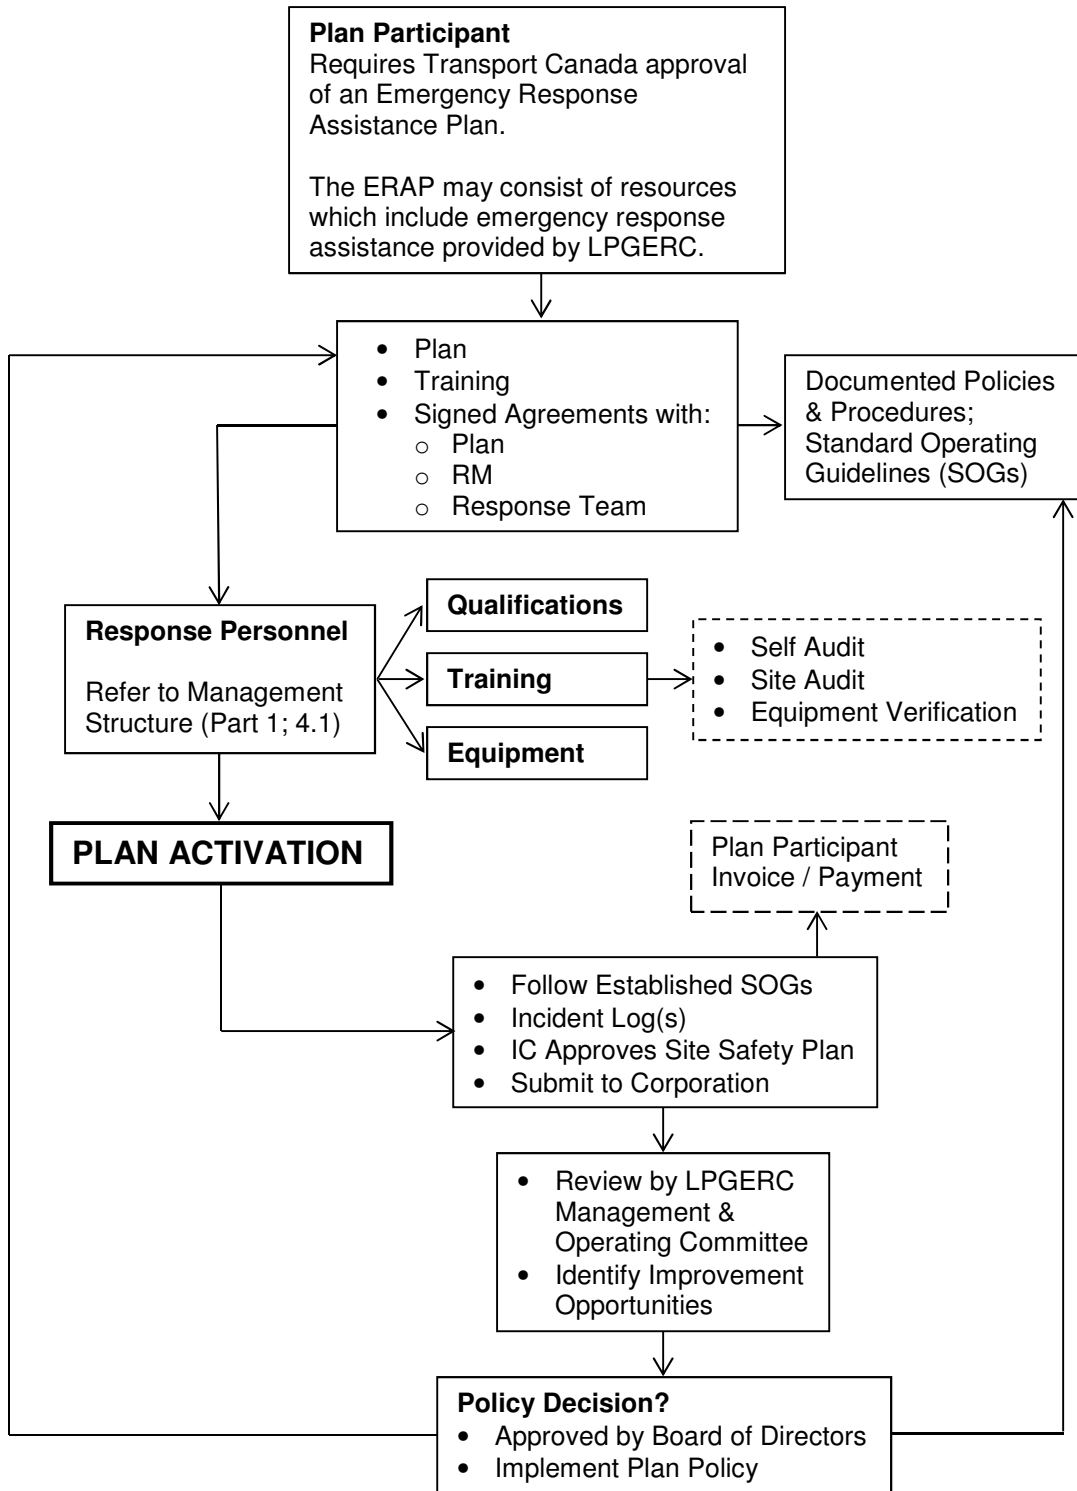 Plan Participant
Requires Transport Canada approval
of an Emergency Response
Assistance Plan.
The ERAP may consist of resources
which include emergency response
assistance provided by LPGERC.
• Plan
• Training
• Signed Agreements with:
o Plan
o RM
o Response Team
Documented Policies
& Procedures;
Standard Operating
Guidelines (SOGs)
Response Personnel
Refer to Management
Structure (Part 1; 4.1)
Qualifications
Training
Equipment
• Self Audit
• Site Audit
• Equipment Verification
PLAN ACTIVATION
Plan Participant
Invoice / Payment
• Follow Established SOGs
• Incident Log(s)
• IC Approves Site Safety Plan
• Submit to Corporation
• Review by LPGERC
Management &
Operating Committee
• Identify Improvement
Opportunities
Policy Decision?
• Approved by Board of Directors
• Implement Plan Policy